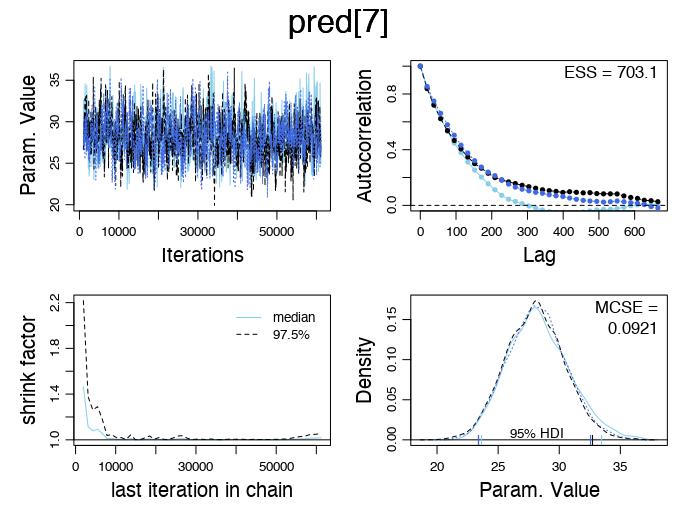 pred[7]
Param. Value
20 25 30 35
0 10000 30000 50000
Iterations
Autocorrelation
0.0 0.4 0.8
ESS = 703.1
0 100 200 300 400 500 600
Lag
shrink factor
1.0 1.4 1.8 2.2
median
97.5%
0 10000 30000 50000
last iteration in chain
Density
0.00 0.05 0.10 0.15
MCSE =
0.0921
95% HDI
20 25 30 35
Param. Value